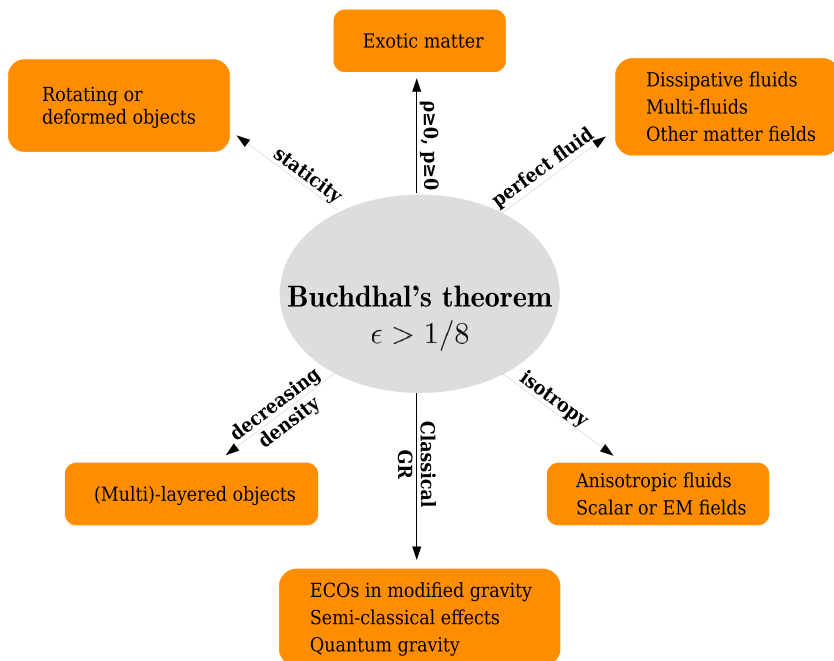 Exotic matter
Rotating or
deformed objects
Dissipative fluids
Multi-fluids
Other matter fields
ρ≥0, p≥0
staticity
perfect fluid
Buchdhal's theorem
ϵ > 1/8
decreasing
density
Classical
GR
isotropy
(Multi)-layered objects
Anisotropic fluids
Scalar or EM fields
ECOs in modified gravity
Semi-classical effects
Quantum gravity